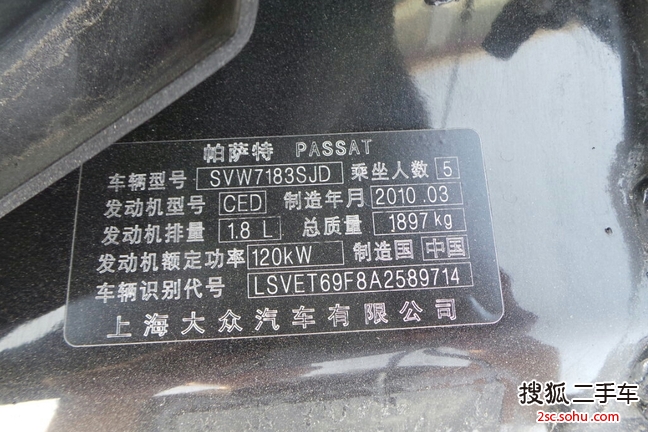 帕萨特 PASSAT
车辆型号 SVW7183SJD 乘坐人数 5
发动机型号 CED 制造年月 2010.03
发动机排量 1.8 L 总质量 1897 kg
发动机额定功率 120kW 制造国 中国
车辆识别代号 LSVET69F8A2589714
上海大众汽车有限公司
搜狐二手车
2sc.sohu.com